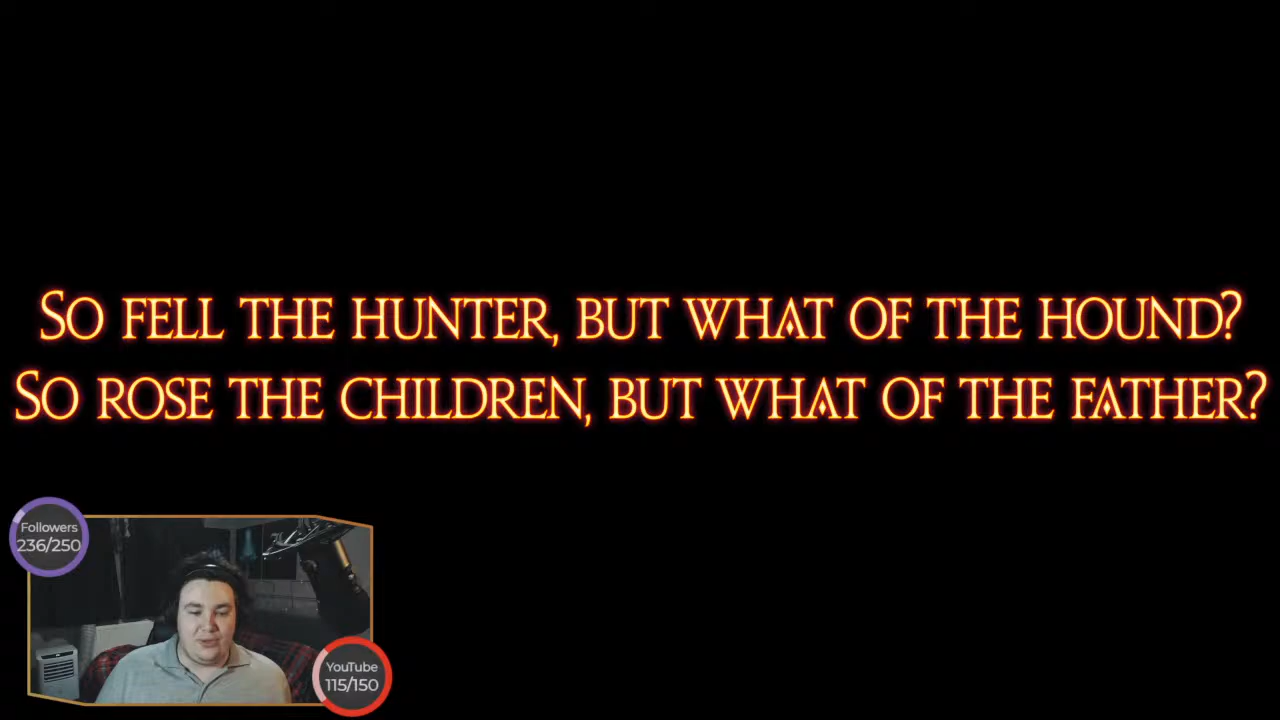 So fell the hunter, but what of the hound?
So rose the children, but what of the father?
Followers
236/250
YouTube
115/150